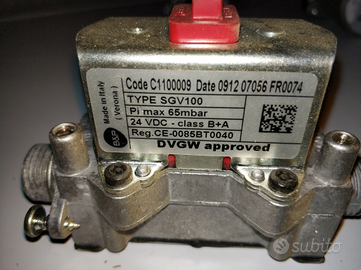 Code C1100009 Date 0912 07056 FR0074
Made in Italy
(Verona)
B&P
TYPE SGV100
Pi max 65mbar
24 VDC - class B+A
Reg.CE-0085BT0040
DVGW approved
subito